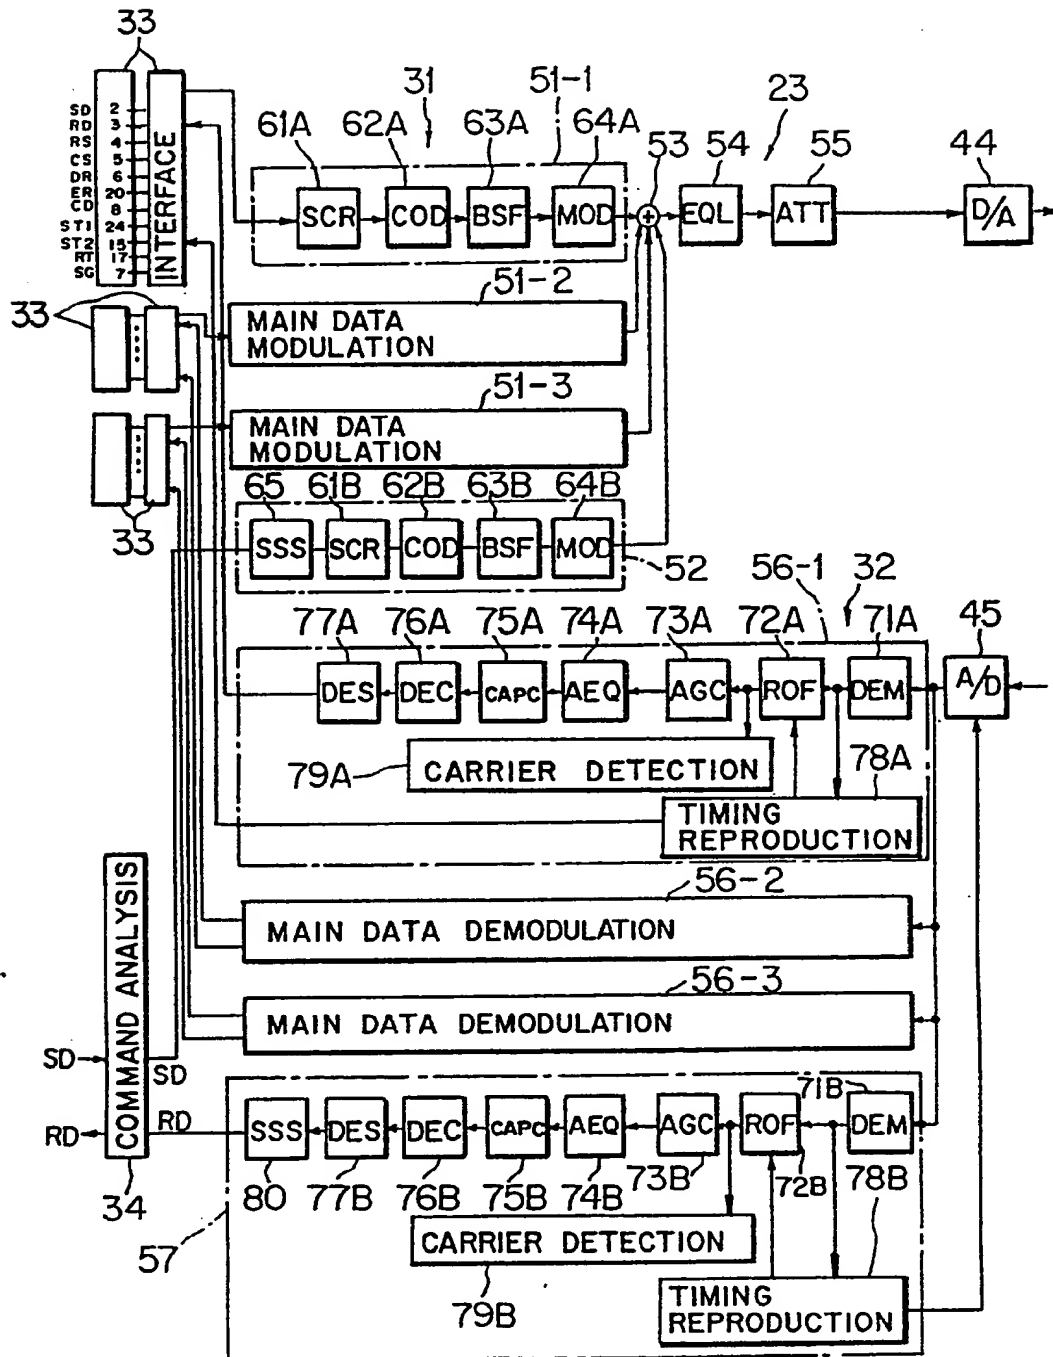 33
SD 2
RD 3
RS 4
CS 5
DR 6
ER 20
CD 8
ST1 24
ST2 15
RT 17
SG 7
INTERFACE
31
51-1
23
61A 62A 63A 64A 53 54 55 44
SCR COD BSF MOD + EQL ATT D/A
33
51-2
MAIN DATA
MODULATION
51-3
MAIN DATA
MODULATION
33
65 61B 62B 63B 64B
SSS SCR COD BSF MOD
52
56-1 32
77A 76A 75A 74A 73A 72A 71A 45
DES DEC CAPC AEQ AGC ROF DEM A/D
79A
CARRIER DETECTION
78A
TIMING
REPRODUCTION
56-2
MAIN DATA DEMODULATION
56-3
MAIN DATA DEMODULATION
COMMAND ANALYSIS
SD
SD
RD
RD
34
71B
SSS DES DEC CAPC AEQ AGC ROF DEM
80 77B 76B 75B 74B 73B 72B 78B
57
CARRIER DETECTION
79B
TIMING
REPRODUCTION